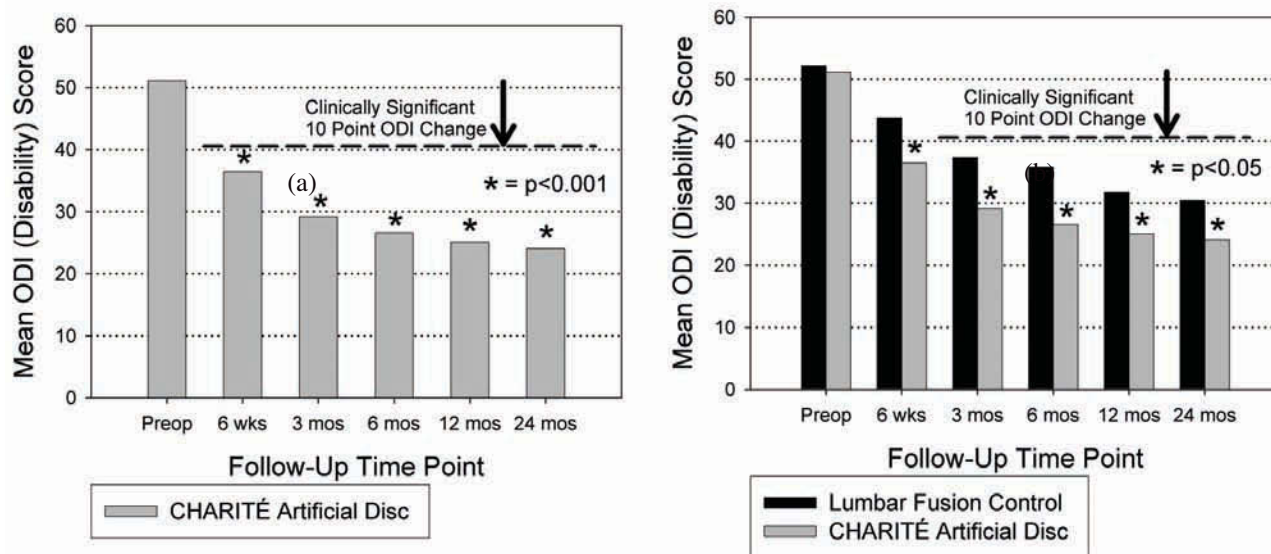 60
50
40
30
20
10
0
Mean ODI (Disability) Score
Clinically Significant
10 Point ODI Change
(a)
* = p<0.001
* * * * *
Preop 6 wks 3 mos 6 mos 12 mos 24 mos
Follow-Up Time Point
CHARITÉ Artificial Disc
60
50
40
30
20
10
0
Mean ODI (Disability) Score
Clinically Significant
10 Point ODI Change
(b)
* = p<0.05
* * * * *
Preop 6 wks 3 mos 6 mos 12 mos 24 mos
Follow-Up Time Point
Lumbar Fusion Control
CHARITÉ Artificial Disc